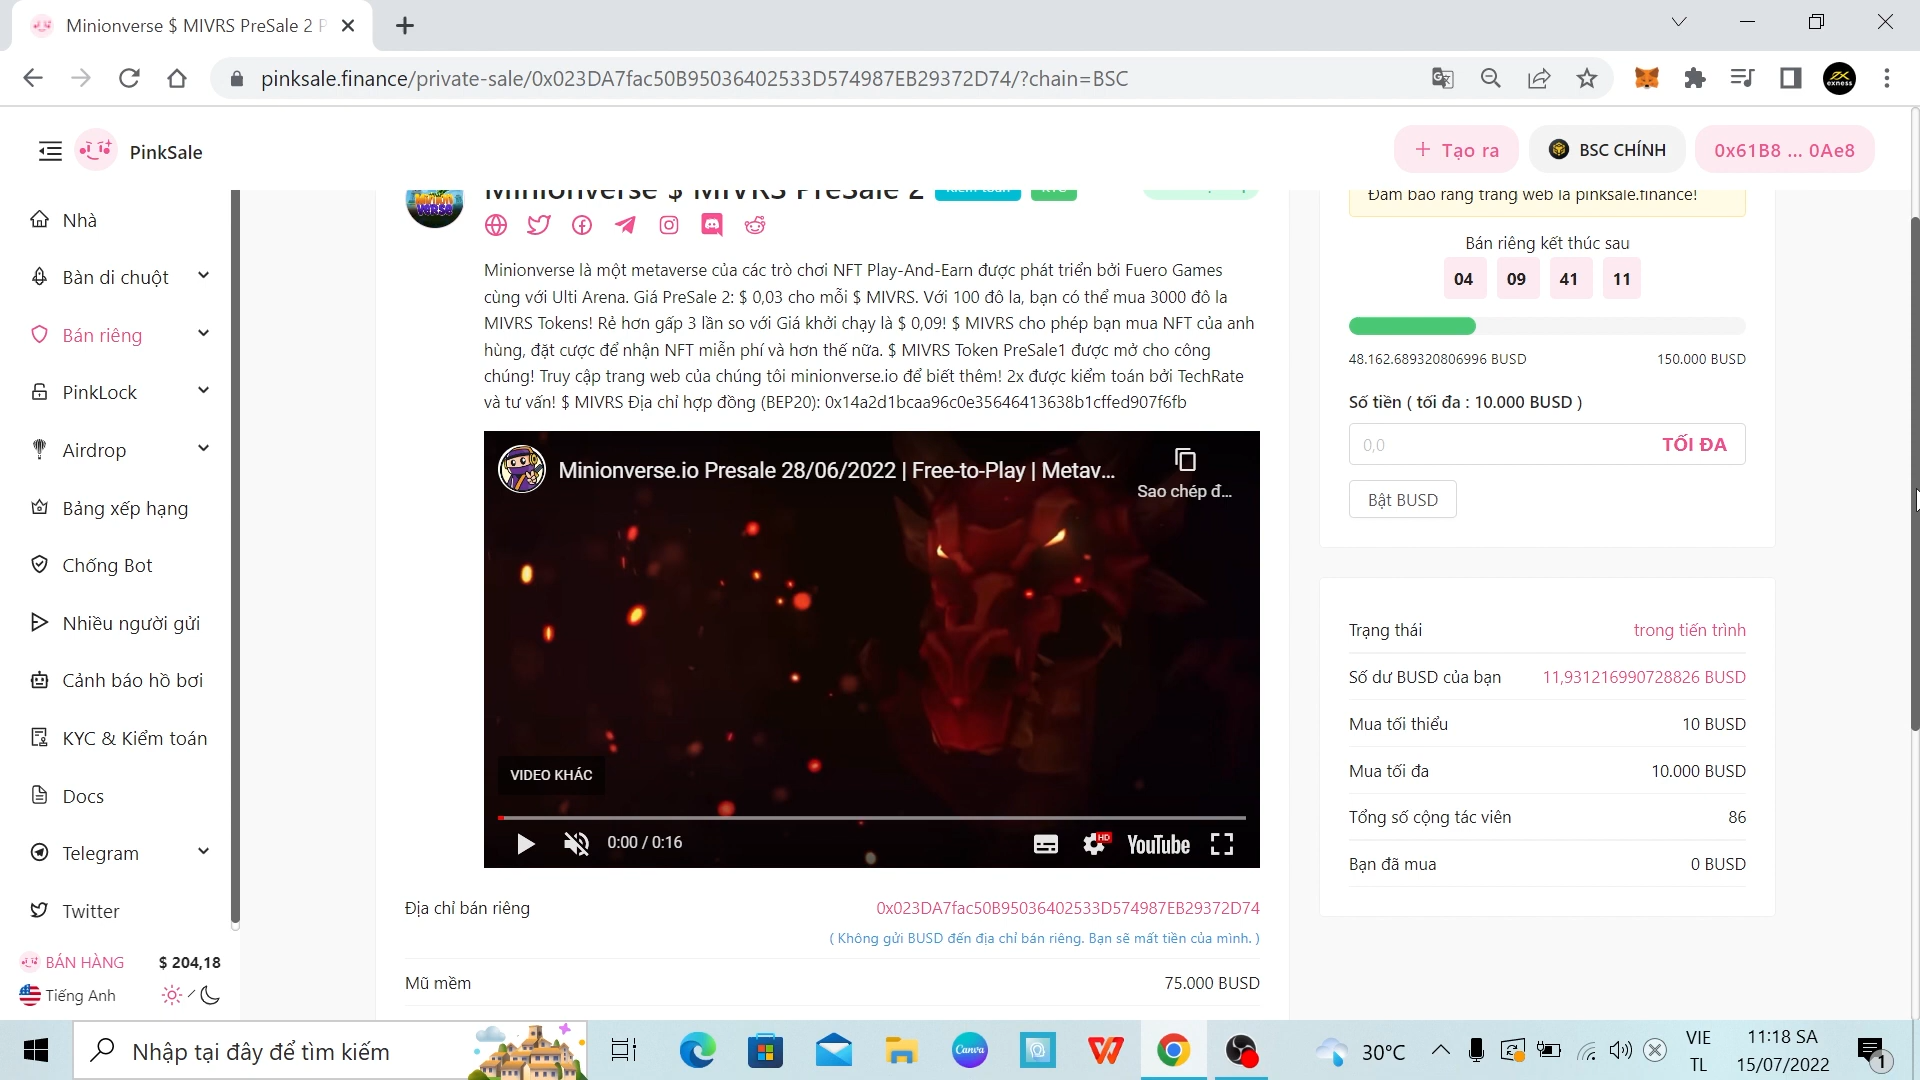 Minionverse $ MIVRS PreSale 2 P
pinksale.finance/private-sale/0x023DA7fac50B95036402533D574987EB29372D74/?chain=BSC
exness
PinkSale
Tạo ra
BSC CHÍNH
0x61B8 ... 0Ae8
Nhà
Bàn di chuột
Bán riêng
PinkLock
Airdrop
Bảng xếp hạng
Chống Bot
Nhiều người gửi
Cảnh báo hồ bơi
KYC & Kiểm toán
Docs
Telegram
Twitter
BÁN HÀNG
$ 204,18
Tiếng Anh
Minion verse
Minionverse $ MIVRS PreSale 2
Minionverse là một metaverse của các trò chơi NFT Play-And-Earn được phát triển bởi Fuero Games
cùng với Ulti Arena. Giá PreSale 2: $ 0,03 cho mỗi $ MIVRS. Với 100 đô la, bạn có thể mua 3000 đô la
MIVRS Tokens! Rẻ hơn gấp 3 lần so với Giá khởi chạy là $ 0,09! $ MIVRS cho phép bạn mua NFT của anh
hùng, đặt cược để nhận NFT miễn phí và hơn thế nữa. $ MIVRS Token PreSale1 được mở cho công
chúng! Truy cập trang web của chúng tôi minionverse.io để biết thêm! 2x được kiểm toán bởi TechRate
và tư vấn! $ MIVRS Địa chỉ hợp đồng (BEP20): 0x14a2d1bcaa96c0e35646413638b1cffed907f6fb
Minionverse.io Presale 28/06/2022 | Free-to-Play | Metav...
Sao chép đ...
VIDEO KHÁC
0:00 / 0:16
HD
YouTube
Địa chỉ bán riêng
0x023DA7fac50B95036402533D574987EB29372D74
( Không gửi BUSD đến địa chỉ bán riêng. Bạn sẽ mất tiền của mình. )
Mũ mềm
75.000 BUSD
Đảm bảo rằng trang web là pinksale.finance!
Bán riêng kết thúc sau
04 09 41 11
48.162.689320806996 BUSD
150.000 BUSD
Số tiền ( tối đa : 10.000 BUSD )
0,0
TỐI ĐA
Bật BUSD
Trạng thái
trong tiến trình
Số dư BUSD của bạn
11,931216990728826 BUSD
Mua tối thiểu
10 BUSD
Mua tối đa
10.000 BUSD
Tổng số cộng tác viên
86
Bạn đã mua
0 BUSD
Nhập tại đây để tìm kiếm
Canva
30°C
VIE
TL
11:18 SA
15/07/2022
1